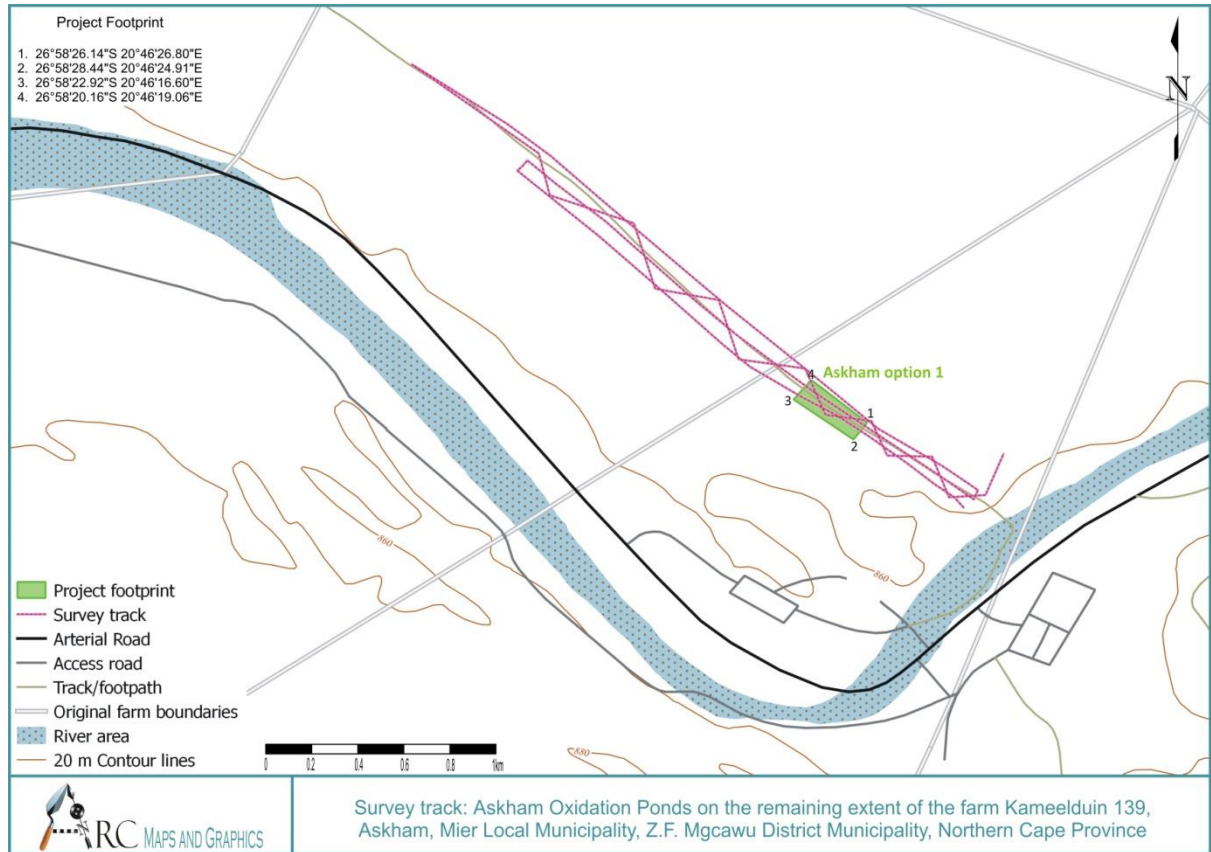 Project Footprint
1. 26°58'26.14"S 20°46'26.80"E
2. 26°58'28.44"S 20°46'24.91"E
3. 26°58'22.92"S 20°46'16.60"E
4. 26°58'20.16"S 20°46'19.06"E
N
4 Askham option 1
3
1
2
860
860
Project footprint
Survey track
Arterial Road
Access road
Track/footpath
Original farm boundaries
River area
20 m Contour lines
0 0.2 0.4 0.6 0.8 1km
880
ARC MAPS AND GRAPHICS
Survey track: Askham Oxidation Ponds on the remaining extent of the farm Kameelduin 139,
Askham, Mier Local Municipality, Z.F. Mgcawu District Municipality, Northern Cape Province